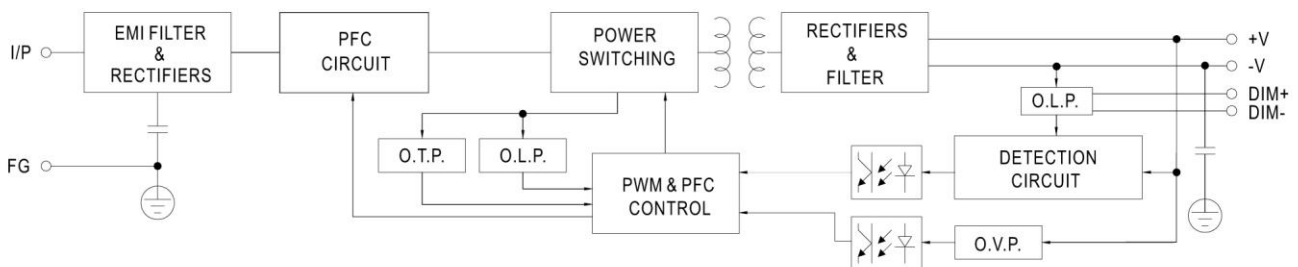 I/P
EMI FILTER
&
RECTIFIERS
PFC
CIRCUIT
POWER
SWITCHING
RECTIFIERS
&
FILTER
+V
-V
DIM+
DIM-
O.L.P.
FG
O.T.P.
O.L.P.
PWM & PFC
CONTROL
DETECTION
CIRCUIT
O.V.P.